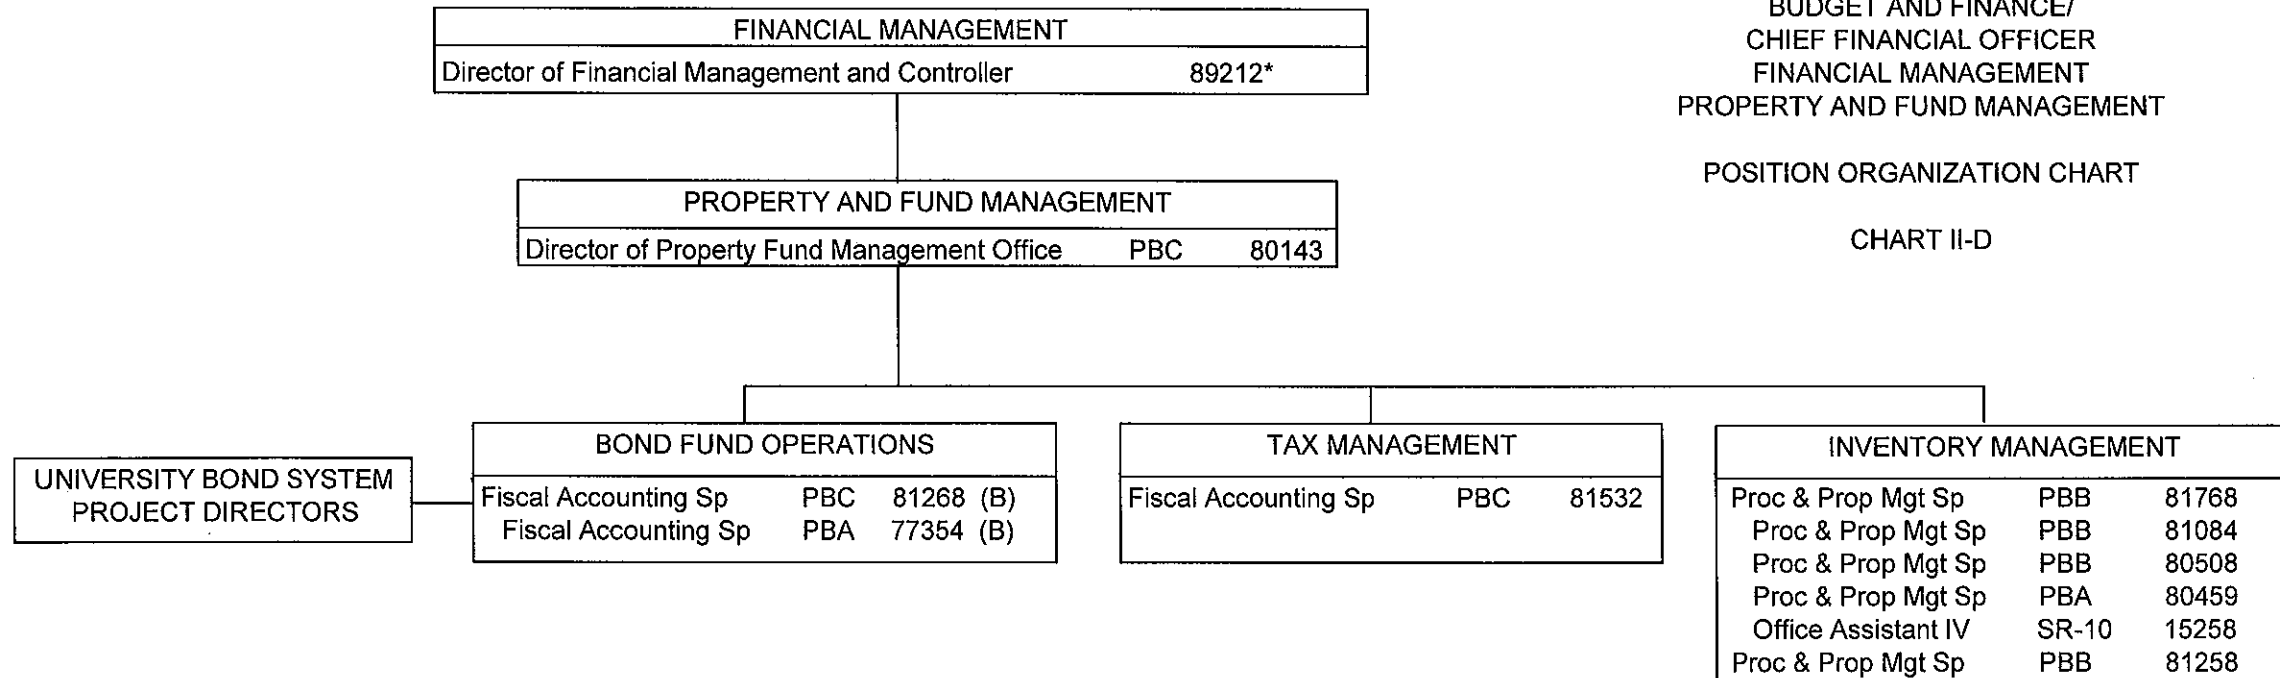 BUDGET AND FINANCE/
CHIEF FINANCIAL OFFICER
FINANCIAL MANAGEMENT
PROPERTY AND FUND MANAGEMENT
POSITION ORGANIZATION CHART
CHART II-D
FINANCIAL MANAGEMENT
Director of Financial Management and Controller 89212*
PROPERTY AND FUND MANAGEMENT
Director of Property Fund Management Office PBC 80143
UNIVERSITY BOND SYSTEM
PROJECT DIRECTORS
BOND FUND OPERATIONS
Fiscal Accounting Sp PBC 81268 (B)
Fiscal Accounting Sp PBA 77354 (B)
TAX MANAGEMENT
Fiscal Accounting Sp PBC 81532
INVENTORY MANAGEMENT
Proc & Prop Mgt Sp PBB 81768
Proc & Prop Mgt Sp PBB 81084
Proc & Prop Mgt Sp PBB 80508
Proc & Prop Mgt Sp PBA 80459
Office Assistant IV SR-10 15258
Proc & Prop Mgt Sp PBB 81258